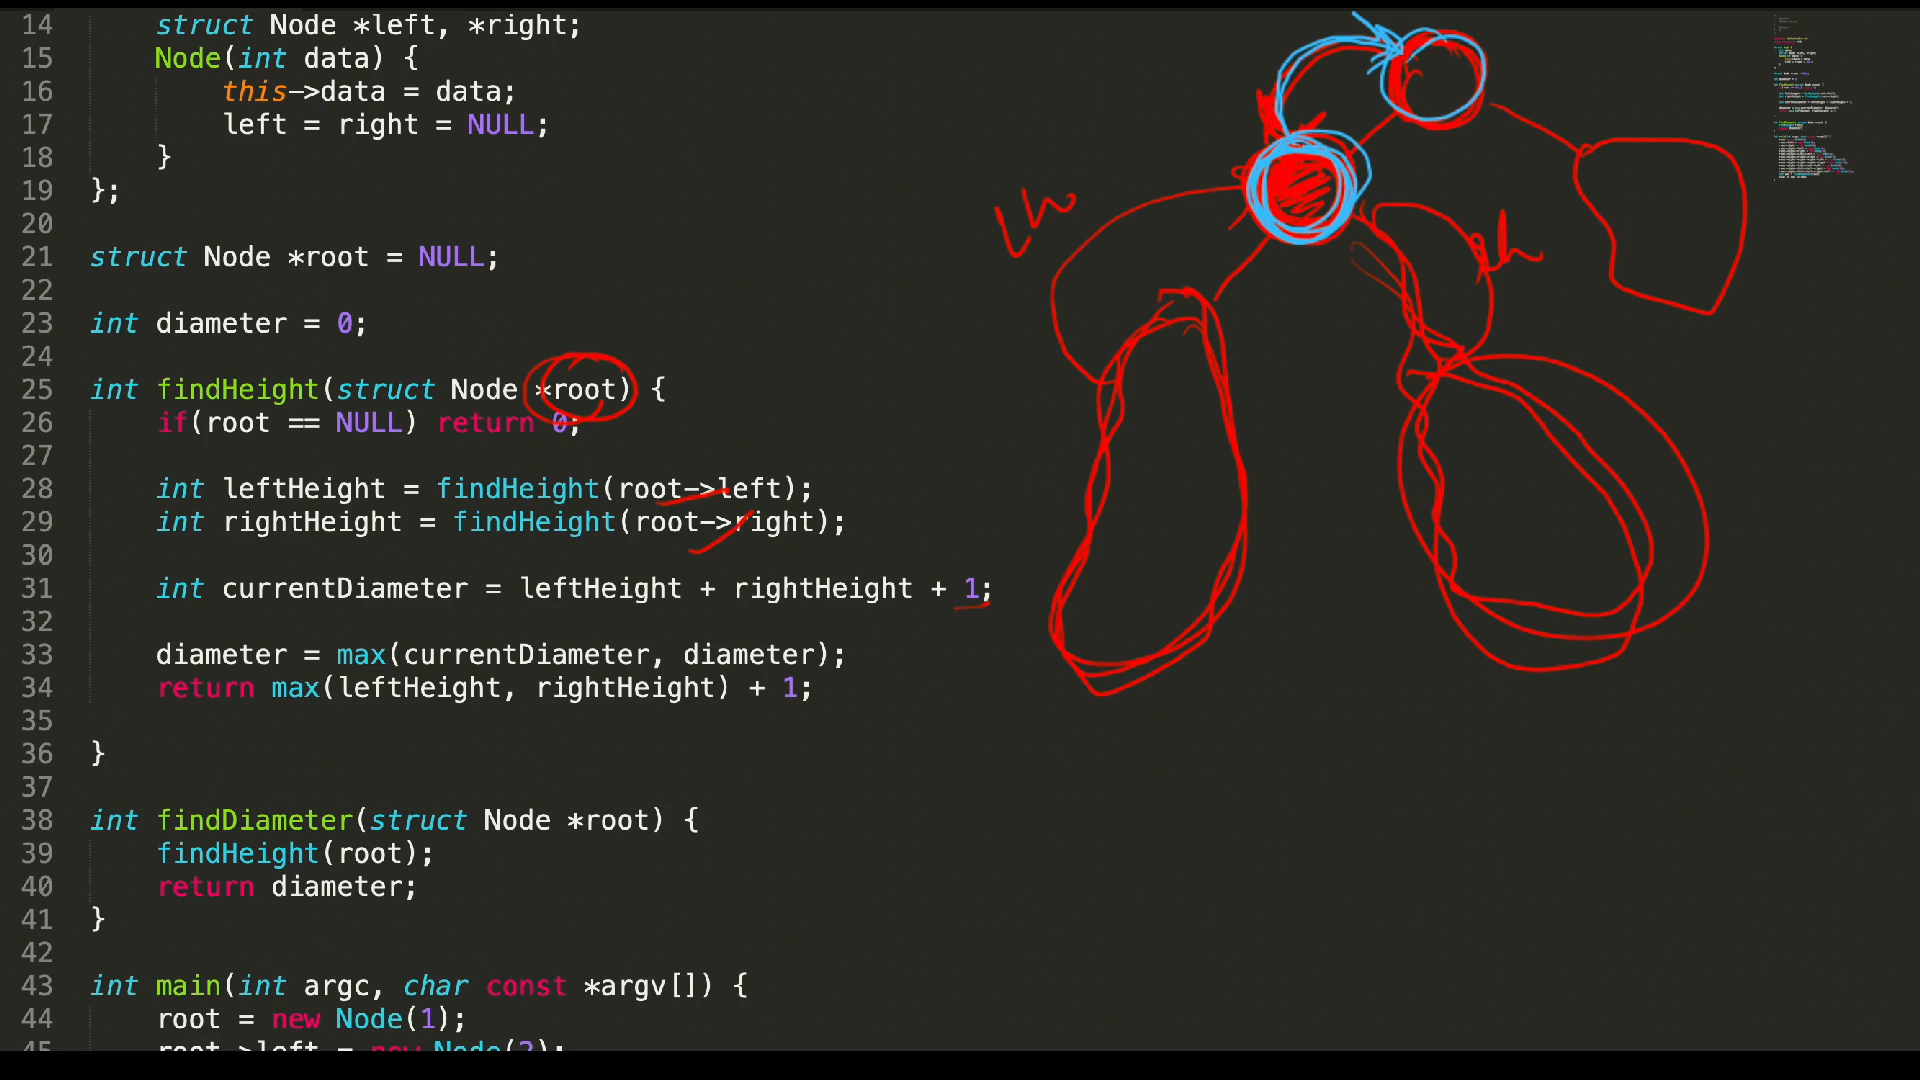 14 struct Node *left, *right;
15 Node(int data) {
16 this->data = data;
17 left = right = NULL;
18 }
19 };
20
21 struct Node *root = NULL;
22
23 int diameter = 0;
24
25 int findHeight(struct Node *root) {
26 if(root == NULL) return 0;
27
28 int leftHeight = findHeight(root->left);
29 int rightHeight = findHeight(root->right);
30
31 int currentDiameter = leftHeight + rightHeight + 1;
32
33 diameter = max(currentDiameter, diameter);
34 return max(leftHeight, rightHeight) + 1;
35
36 }
37
38 int findDiameter(struct Node *root) {
39 findHeight(root);
40 return diameter;
41 }
42
43 int main(int argc, char const *argv[]) {
44 root = new Node(1);
45 root->left = new Node(2);
lh
rh